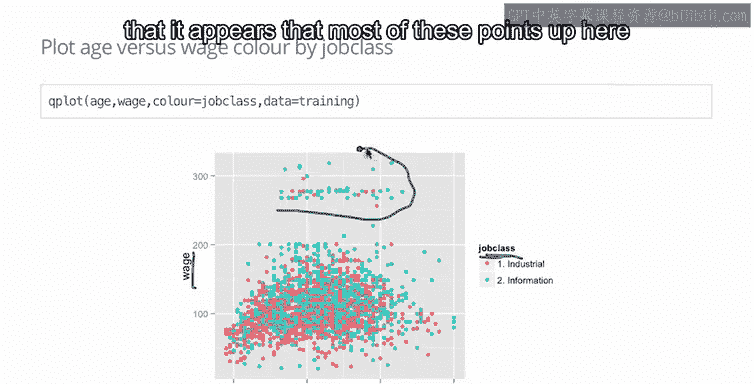 that it appears that most of these points up here
Plot age versus wage colour by jobclass
qplot(age,wage,colour=jobclass,data=training)
300
200
100
wage
jobclass
1. Industrial
2. Information